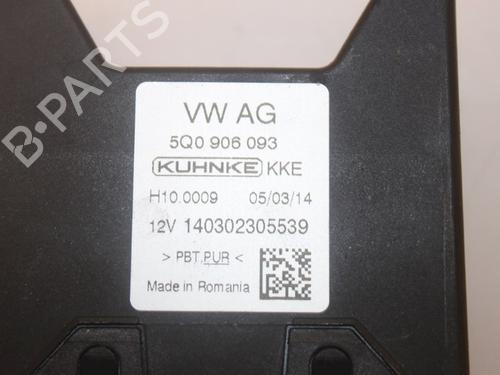 B-PARTS
VW AG
5Q0 906 093
KUHNKE KKE
H10.0009 05/03/14
12V 140302305539
> PBT,PUR <
Made in Romania